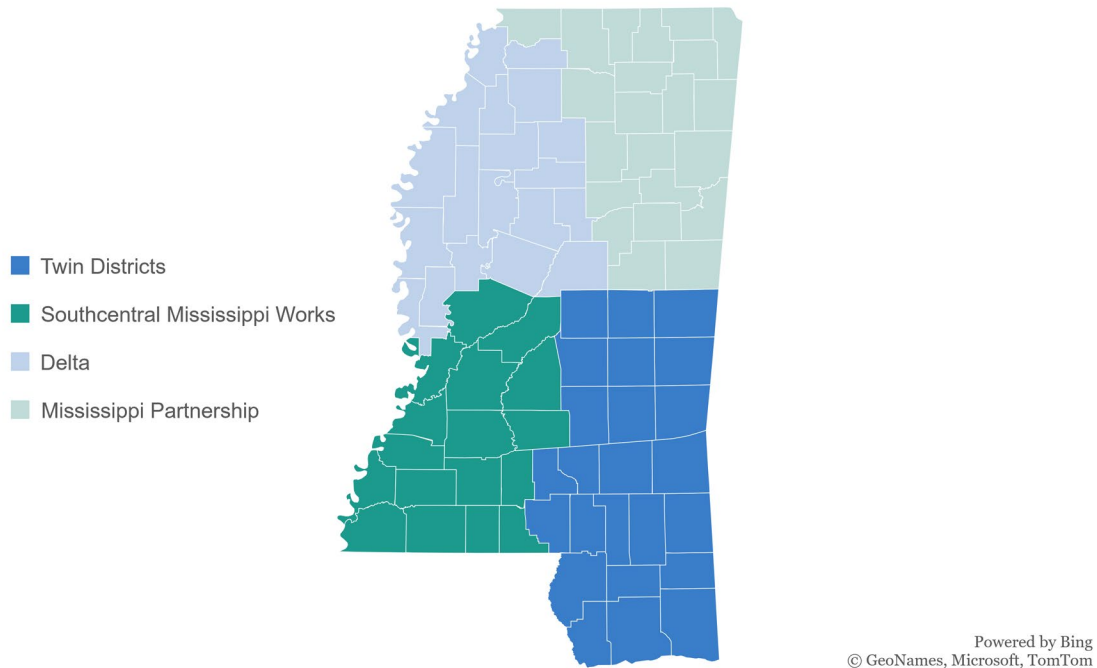 Twin Districts
Southcentral Mississippi Works
Delta
Mississippi Partnership
Powered by Bing
© GeoNames, Microsoft, TomTom